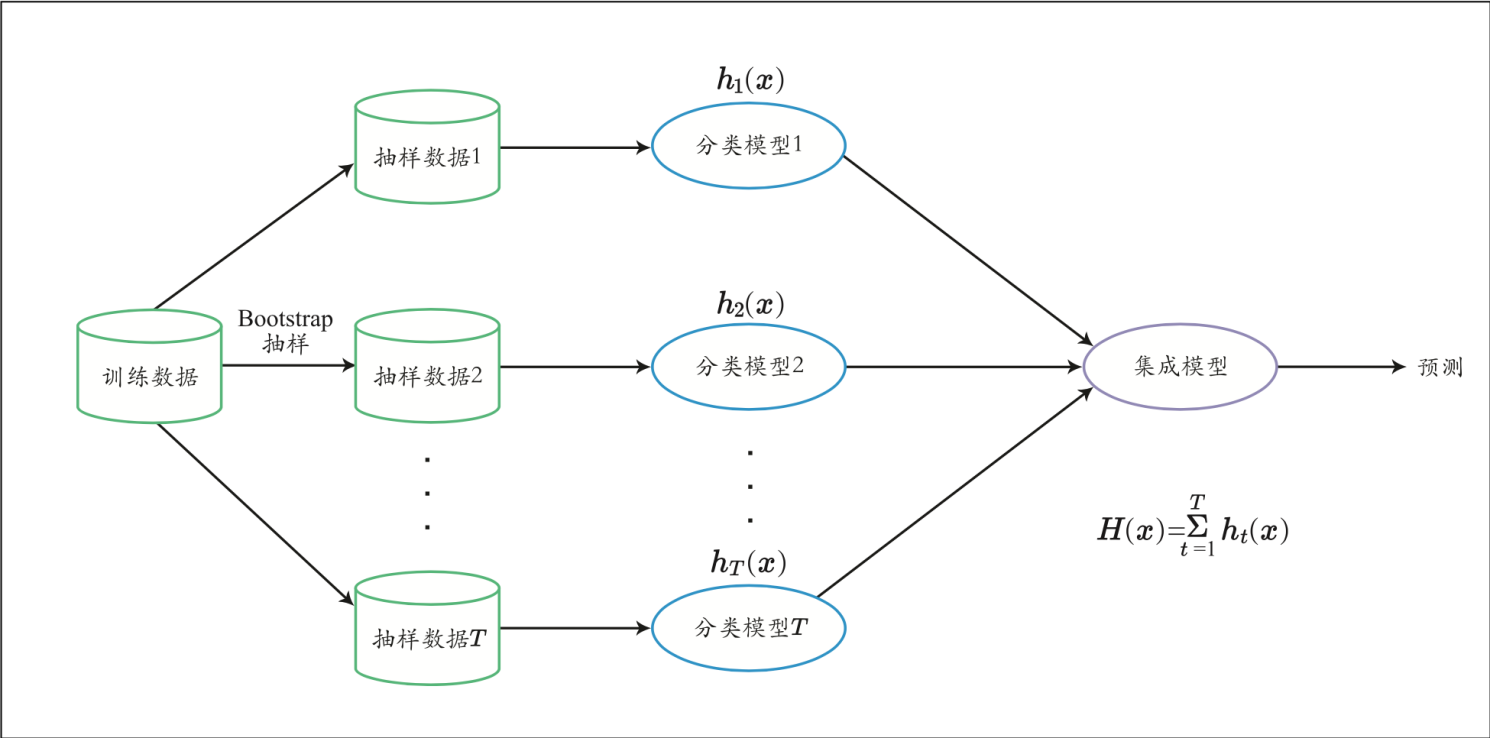 h₁(x)
抽样数据1
分类模型1
Bootstrap
抽样
h₂(x)
训练数据
抽样数据2
分类模型2
集成模型
预测
H(x)=∑ₜ₌₁ᵀ hₜ(x)
h_T(x)
抽样数据T
分类模型T